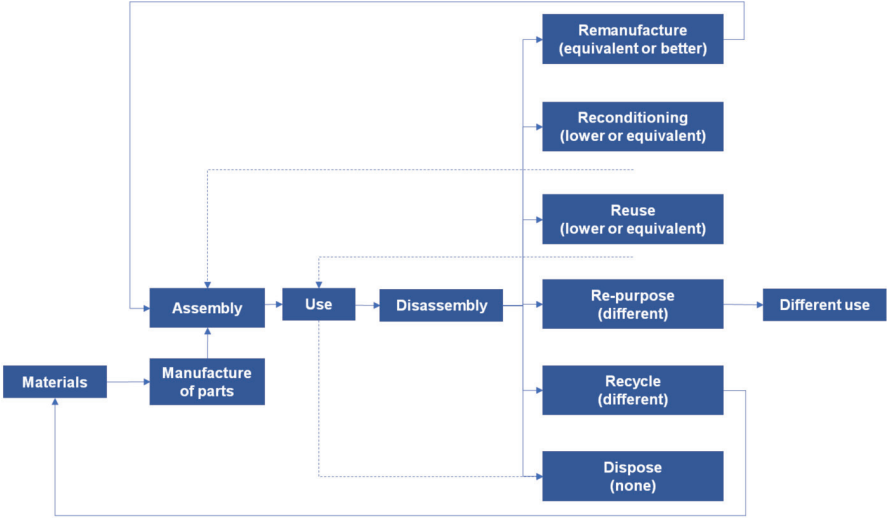 Remanufacture
(equivalent or better)
Reconditioning
(lower or equivalent)
Reuse
(lower or equivalent)
Assembly
Use
Disassembly
Re-purpose
(different)
Different use
Materials
Manufacture
of parts
Recycle
(different)
Dispose
(none)